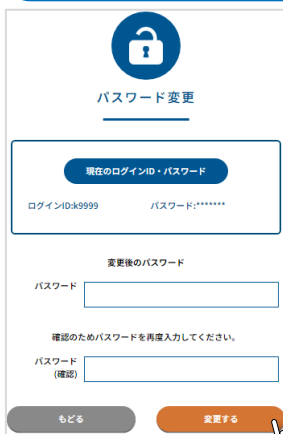 パスワード変更
現在のログインID・パスワード
ログインID:k9999 パスワード:*******
変更後のパスワード
パスワード
確認のためパスワードを再度入力してください。
パスワード
(確認)
もどる 変更する